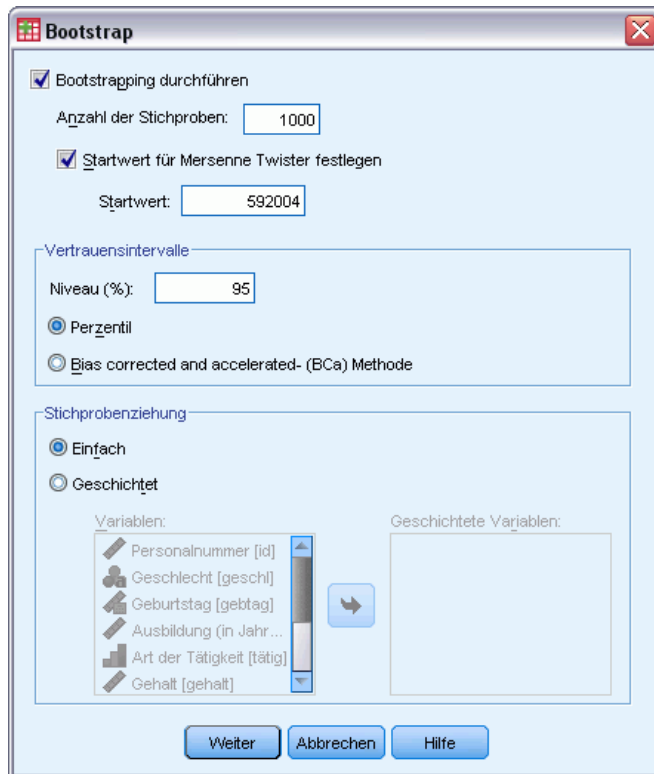 Bootstrap
Bootstrapping durchführen
Anzahl der Stichproben: 1000
Startwert für Mersenne Twister festlegen
Startwert: 592004
Vertrauensintervalle
Niveau (%): 95
Perzentil
Bias corrected and accelerated- (BCa) Methode
Stichprobenziehung
Einfach
Geschichtet
Variablen: Geschichtete Variablen:
Personalnummer [id]
Geschlecht [geschl]
Geburtstag [gebtag]
Ausbildung (in Jahr...
Art der Tätigkeit [tätig]
Gehalt [gehalt]
Weiter Abbrechen Hilfe